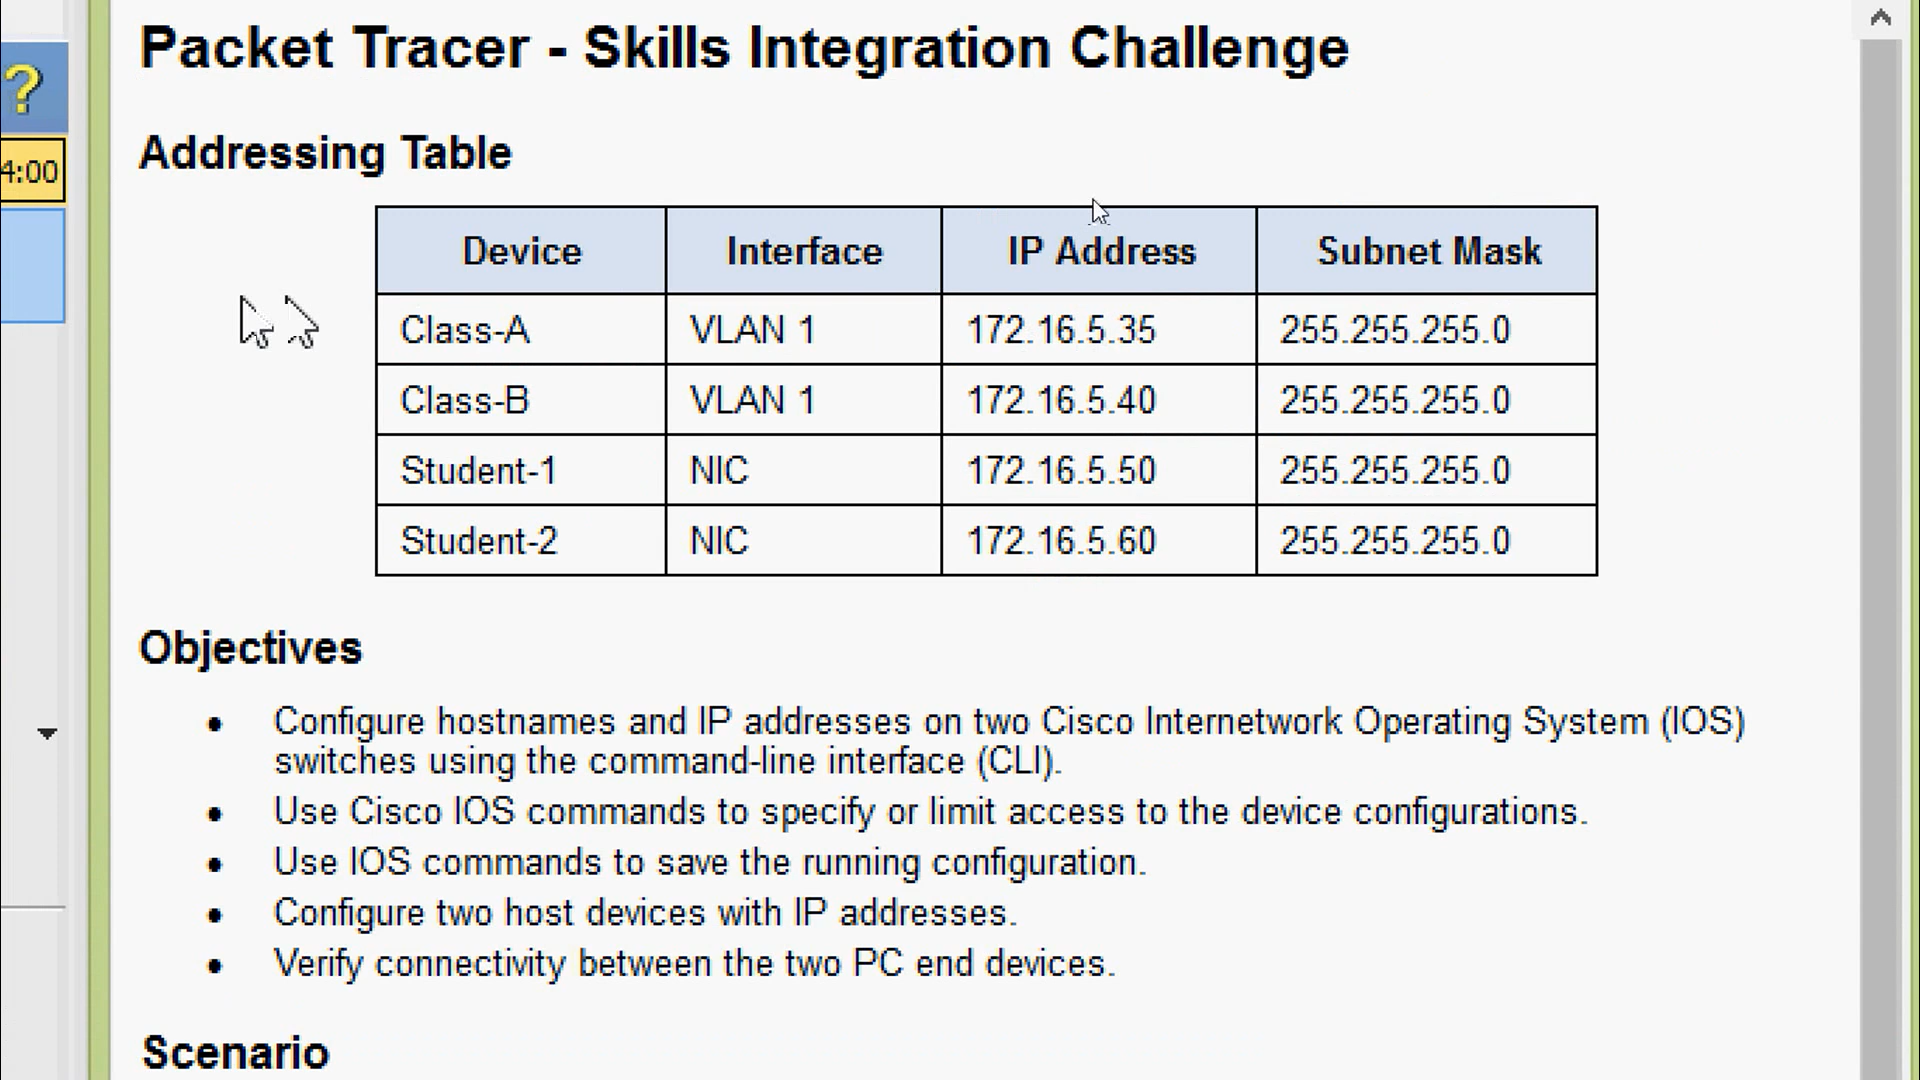 Packet Tracer - Skills Integration Challenge
?
Addressing Table
4:00
Device Interface IP Address Subnet Mask
Class-A VLAN 1 172.16.5.35 255.255.255.0
Class-B VLAN 1 172.16.5.40 255.255.255.0
Student-1 NIC 172.16.5.50 255.255.255.0
Student-2 NIC 172.16.5.60 255.255.255.0
Objectives
• Configure hostnames and IP addresses on two Cisco Internetwork Operating System (IOS)
switches using the command-line interface (CLI).
• Use Cisco IOS commands to specify or limit access to the device configurations.
• Use IOS commands to save the running configuration.
• Configure two host devices with IP addresses.
• Verify connectivity between the two PC end devices.
Scenario